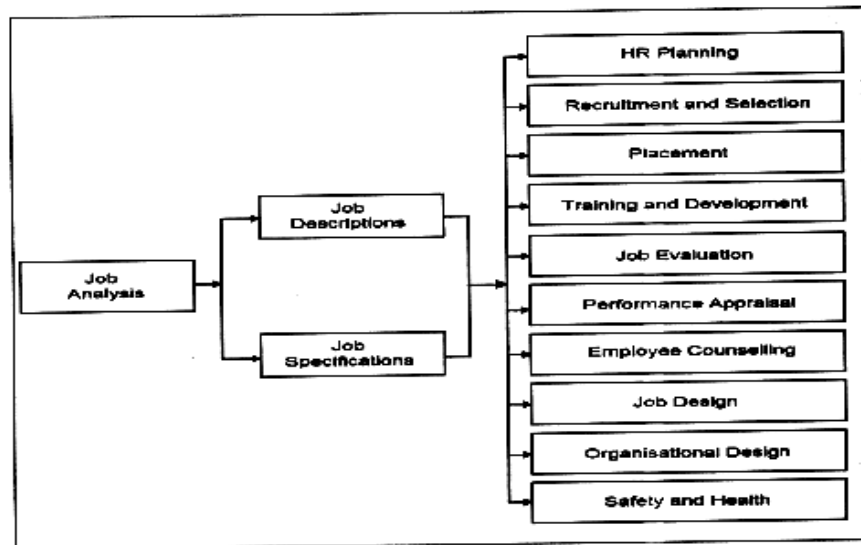 Job
Analysis
Job
Descriptions
Job
Specifications
HR Planning
Recruitment and Selection
Placement
Training and Development
Job Evaluation
Performance Appraisal
Employee Counselling
Job Design
Organisational Design
Safety and Health